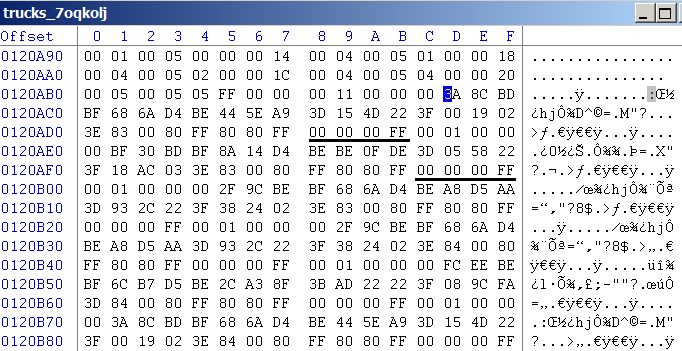 trucks_7oqkolj
Offset 0 1 2 3 4 5 6 7 8 9 A B C D E F
0120A90 00 01 00 05 00 00 00 14 00 04 00 05 01 00 00 18 ................
0120AA0 00 04 00 05 02 00 00 1C 00 04 00 05 04 00 00 20 ...............
0120AB0 00 05 00 05 05 FF 00 00 00 11 00 00 00 3A 8C BD .....ÿ.......:Œ½
0120AC0 BF 68 6A D4 BE 44 5E A9 3D 15 4D 22 3F 00 19 02 ¿hjÔ¾D^©=.M"?...
0120AD0 3E 83 00 80 FF 80 80 FF 00 00 00 FF 00 01 00 00 >ƒ.€ÿ€€ÿ...ÿ....
0120AE0 00 BF 30 BD BF 8A 14 D4 BE BE 0F DE 3D 05 58 22 .¿0½¿Š.Ô¾¾.Þ=.X"
0120AF0 3F 18 AC 03 3E 83 00 80 FF 80 80 FF 00 00 00 FF ?.¬.>ƒ.€ÿ€€ÿ...ÿ
0120B00 00 01 00 00 00 2F 9C BE BF 68 6A D4 BE A8 D5 AA ...../œ¾¿hjÔ¾¨Õª
0120B10 3D 93 2C 22 3F 38 24 02 3E 83 00 80 FF 80 80 FF =“,"?8$.>ƒ.€ÿ€€ÿ
0120B20 00 00 00 FF 00 01 00 00 00 2F 9C BE BF 68 6A D4 ...ÿ...../œ¾¿hjÔ
0120B30 BE A8 D5 AA 3D 93 2C 22 3F 38 24 02 3E 84 00 80 ¾¨Õª=“,"?8$.>„.€
0120B40 FF 80 80 FF 00 00 00 FF 00 01 00 00 00 FC EE BE ÿ€€ÿ...ÿ.....üî¾
0120B50 BF 6C B7 D5 BE 2C A3 8F 3B AD 22 22 3F 08 9C FA ¿l·Õ¾,£.;-""?.œú
0120B60 3D 84 00 80 FF 80 80 FF 00 00 00 FF 00 01 00 00 =„.€ÿ€€ÿ...ÿ....
0120B70 00 3A 8C BD BF 68 6A D4 BE 44 5E A9 3D 15 4D 22 .:Œ½¿hjÔ¾D^©=.M"
0120B80 3F 00 19 02 3E 84 00 80 FF 80 80 FF 00 00 00 FF ?...>„.€ÿ€€ÿ...ÿ